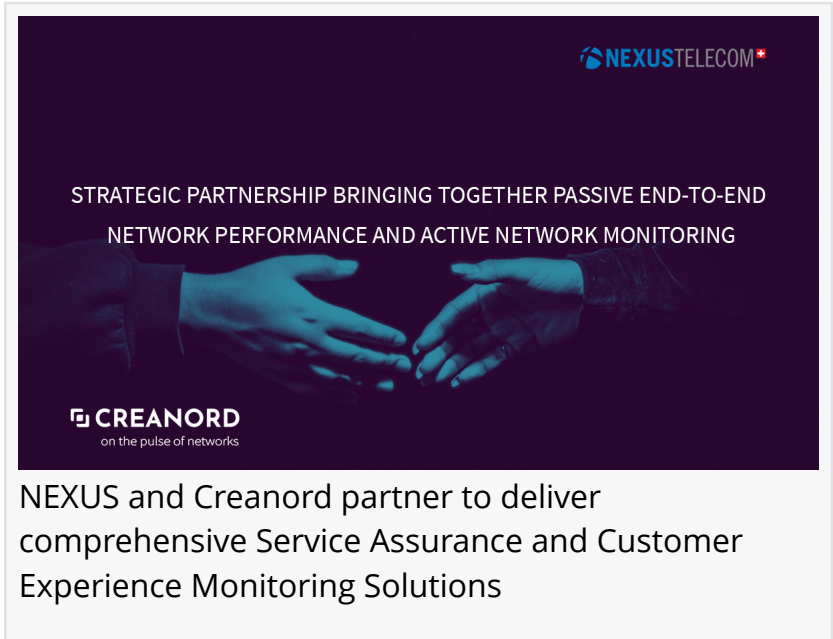 NEXUSTELECOM
STRATEGIC PARTNERSHIP BRINGING TOGETHER PASSIVE END-TO-END
NETWORK PERFORMANCE AND ACTIVE NETWORK MONITORING
CREANORD
on the pulse of networks
NEXUS and Creanord partner to deliver
comprehensive Service Assurance and Customer
Experience Monitoring Solutions